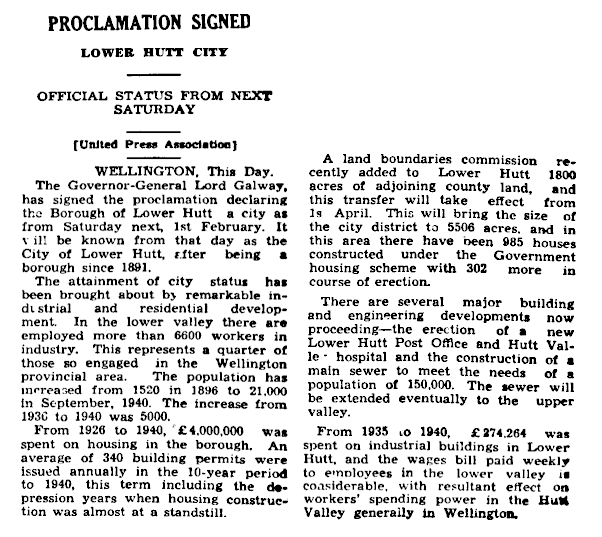 PROCLAMATION SIGNED
LOWER HUTT CITY
OFFICIAL STATUS FROM NEXT
SATURDAY
[United Press Association]
WELLINGTON, This Day.
The Governor-General Lord Galway,
has signed the proclamation declaring
the Borough of Lower Hutt a city as
from Saturday next, 1st February. It
will be known from that day as the
City of Lower Hutt, after being a
borough since 1891.
The attainment of city status has
been brought about by remarkable in-
dustrial and residential develop-
ment. In the lower valley there are
employed more than 6600 workers in
industry. This represents a quarter of
those so engaged in the Wellington
provincial area. The population has
increased from 1520 in 1896 to 21,000
in September, 1940. The increase from
1936 to 1940 was 5000.
From 1926 to 1940, £4,000,000 was
spent on housing in the borough. An
average of 340 building permits were
issued annually in the 10-year period
to 1940, this term including the de-
pression years when housing construc-
tion was almost at a standstill.
A land boundaries commission re-
cently added to Lower Hutt 1800
acres of adjoining county land, and
this transfer will take effect from
1s April. This will bring the size of
the city district to 5506 acres, and in
this area there have been 985 houses
constructed under the Government
housing scheme with 302 more in
course of erection.
There are several major building
and engineering developments now
proceeding—the erection of a new
Lower Hutt Post Office and Hutt Val-
le hospital and the construction of a
main sewer to meet the needs of a
population of 150,000. The sewer will
be extended eventually to the upper
valley.
From 1935 to 1940, £274,264 was
spent on industrial buildings in Lower
Hutt, and the wages bill paid weekly
to employees in the lower valley is
considerable, with resultant effect on
workers' spending power in the Hutt
Valley generally in Wellington.